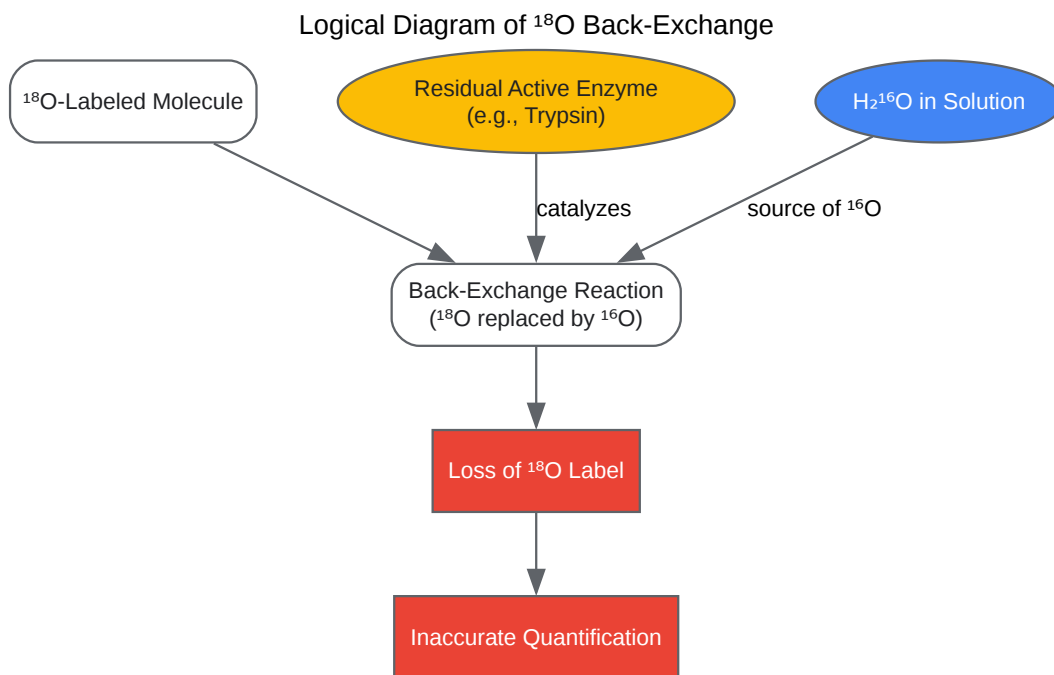 Logical Diagram of ¹⁸O Back-Exchange
¹⁸O-Labeled Molecule
Residual Active Enzyme
(e.g., Trypsin)
H₂¹⁶O in Solution
catalyzes
source of ¹⁶O
Back-Exchange Reaction
(¹⁸O replaced by ¹⁶O)
Loss of ¹⁸O Label
Inaccurate Quantification